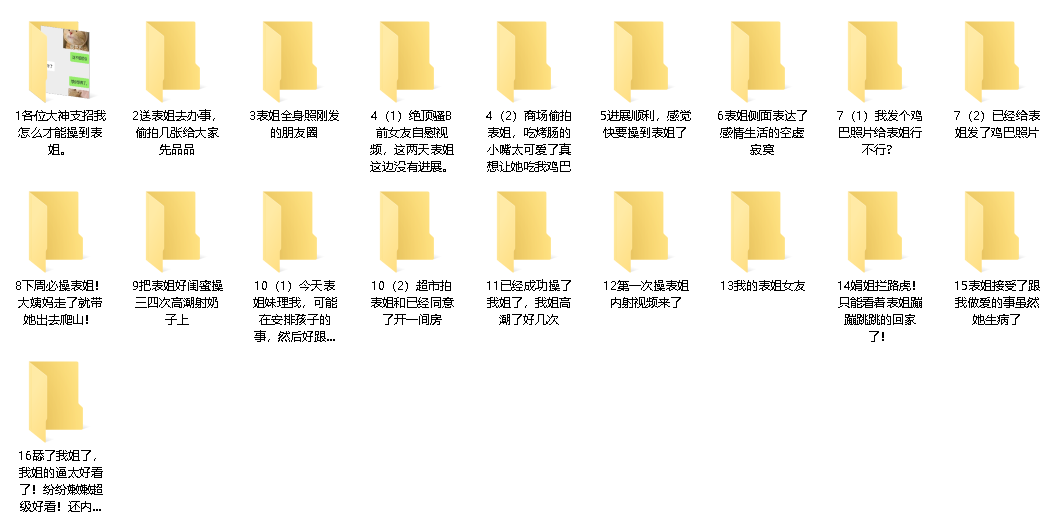 1各位大神支招我
怎么才能操到表
姐。
2送表姐去办事，
偷拍几张给大家
先品品
3表姐全身照刚发
的朋友圈
4（1）绝顶骚B
前女友自慰视
频，这两天表姐
这边没有进展。
4（2）商场偷拍
表姐，吃烤肠的
小嘴太可爱了真
想让她吃我鸡巴
5进展顺利，感觉
快要操到表姐了
6表姐侧面表达了
感情生活的空虚
寂寞
7（1）我发个鸡
巴照片给表姐行
不行？
7（2）已经给表
姐发了鸡巴照片
8下周必操表姐！
大姨妈走了就带
她出去爬山！
9把表姐好闺蜜操
三四次高潮射奶
子上
10（1）今天表
姐妹理我，可能
在安排孩子的
事，然后好跟...
10（2）超市拍
表姐和已经同意
了开一间房
11已经成功操了
我姐了，我姐高
潮了好几次
12第一次操表姐
内射视频来了
13我的表姐女友
14娟姐拦路虎！
只能看着表姐蹦
蹦跳跳的回家
了！
15表姐接受了跟
我做爱的事虽然
她生病了
16舔了我姐了，
我姐的逼太好看
了！纷纷嫩嫩超
级好看！还内...